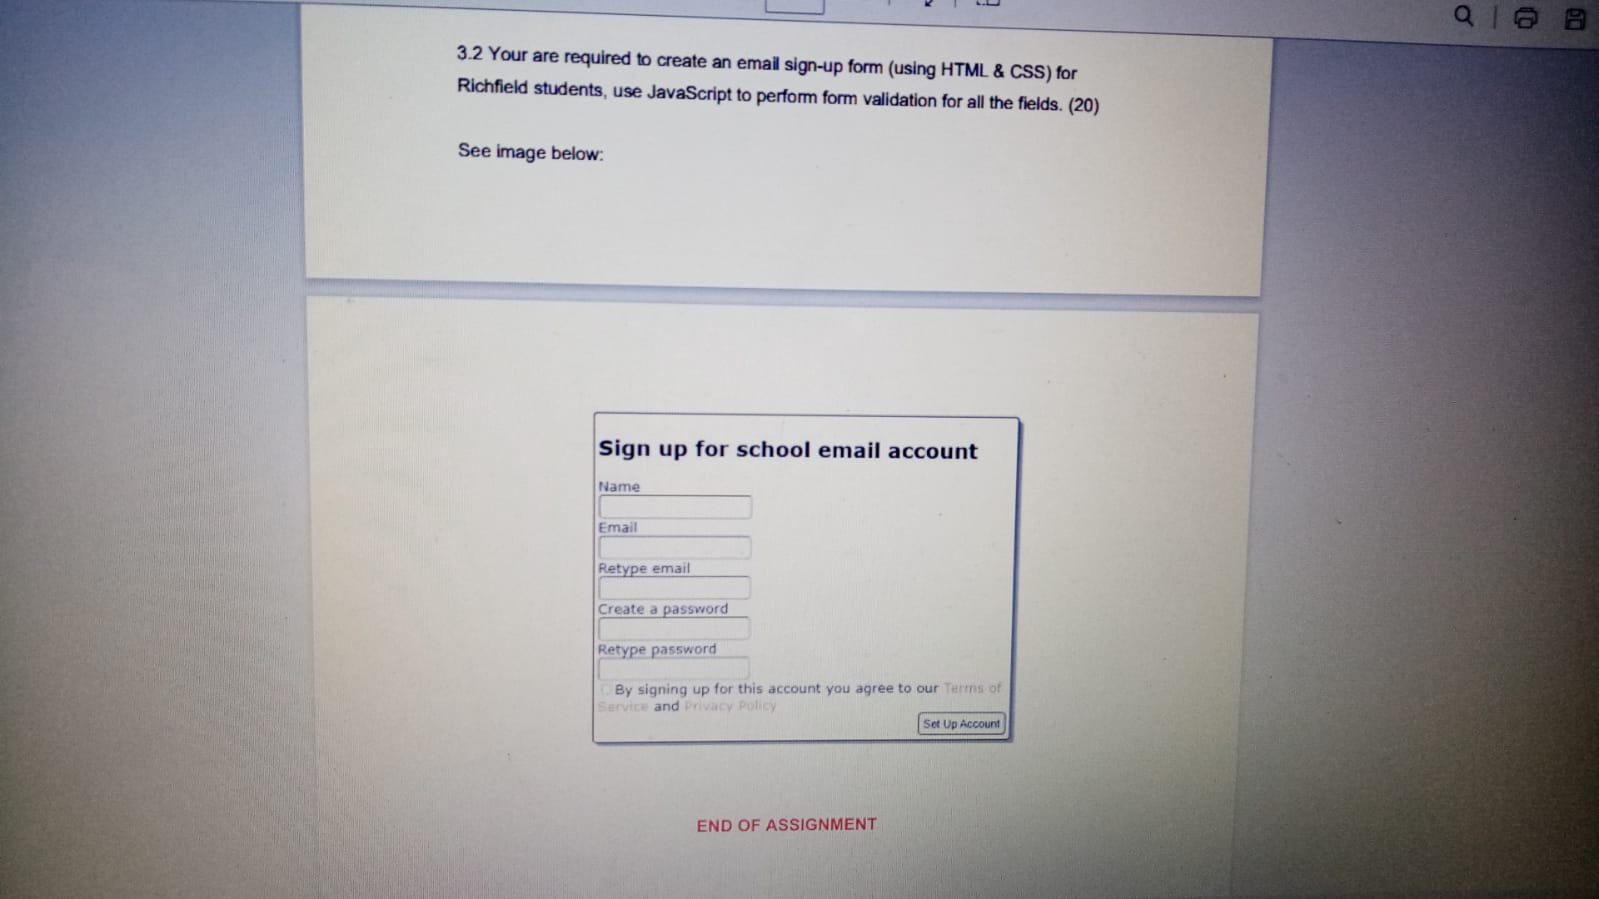 3.2 Your are required to create an email sign-up form (using HTML & CSS) for
Richfield students, use JavaScript to perform form validation for all the fields. (20)
See image below:
Sign up for school email account
Name
Email
Retype email
Create a password
Retype password
By signing up for this account you agree to our Terms of
Service and Privacy Policy
Set Up Account
END OF ASSIGNMENT